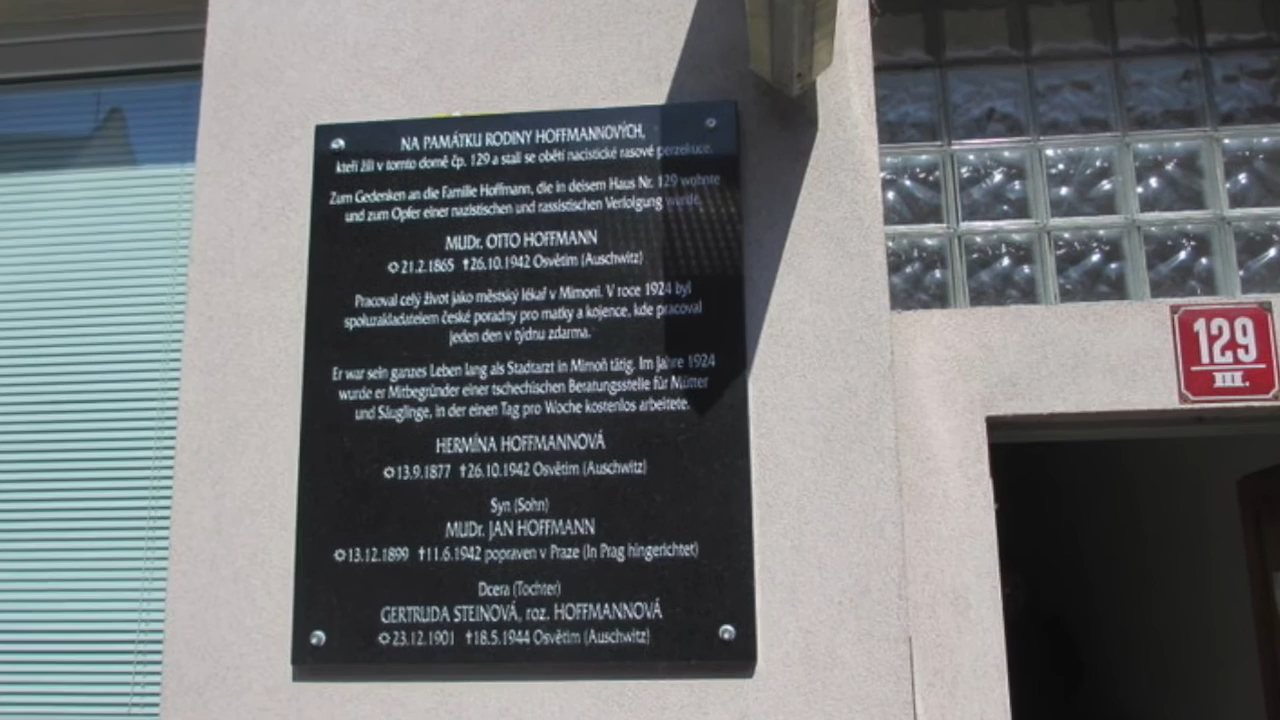 NA PAMÁTKU RODINY HOFFMANNOVÝCH,
kteří žili v tomto domě čp. 129 a stali se obětí nacistické rasové perzekuce.
Zum Gedenken an die Familie Hoffmann, die in deisem Haus Nr. 129 wohnte
und zum Opfer einer nazistischen und rassistischen Verfolgung wurde.
MUDr. OTTO HOFFMANN
✡21.2.1865 †26.10.1942 Osvětim (Auschwitz)
Pracoval celý život jako městský lékař v Mimoni. V roce 1924 byl
spoluzakladatelem české poradny pro matky a kojence, kde pracoval
jeden den v týdnu zdarma.
Er war sein ganzes Leben lang als Stadtarzt in Mimoň tätig. Im Jahre 1924
wurde er Mitbegründer einer tschechischen Beratungsstelle für Mütter
und Säuglinge, in der einen Tag pro Woche kostenlos arbeitete.
HERMÍNA HOFFMANNOVÁ
✡13.9.1877 †26.10.1942 Osvětim (Auschwitz)
Syn (Sohn)
MUDr. JAN HOFFMANN
✡13.12.1899 †11.6.1942 popraven v Praze (In Prag hingerichtet)
Dcera (Tochter)
GERTRUDA STEINOVÁ, roz. HOFFMANNOVÁ
✡23.12.1901 †18.5.1944 Osvětim (Auschwitz)
129
III.